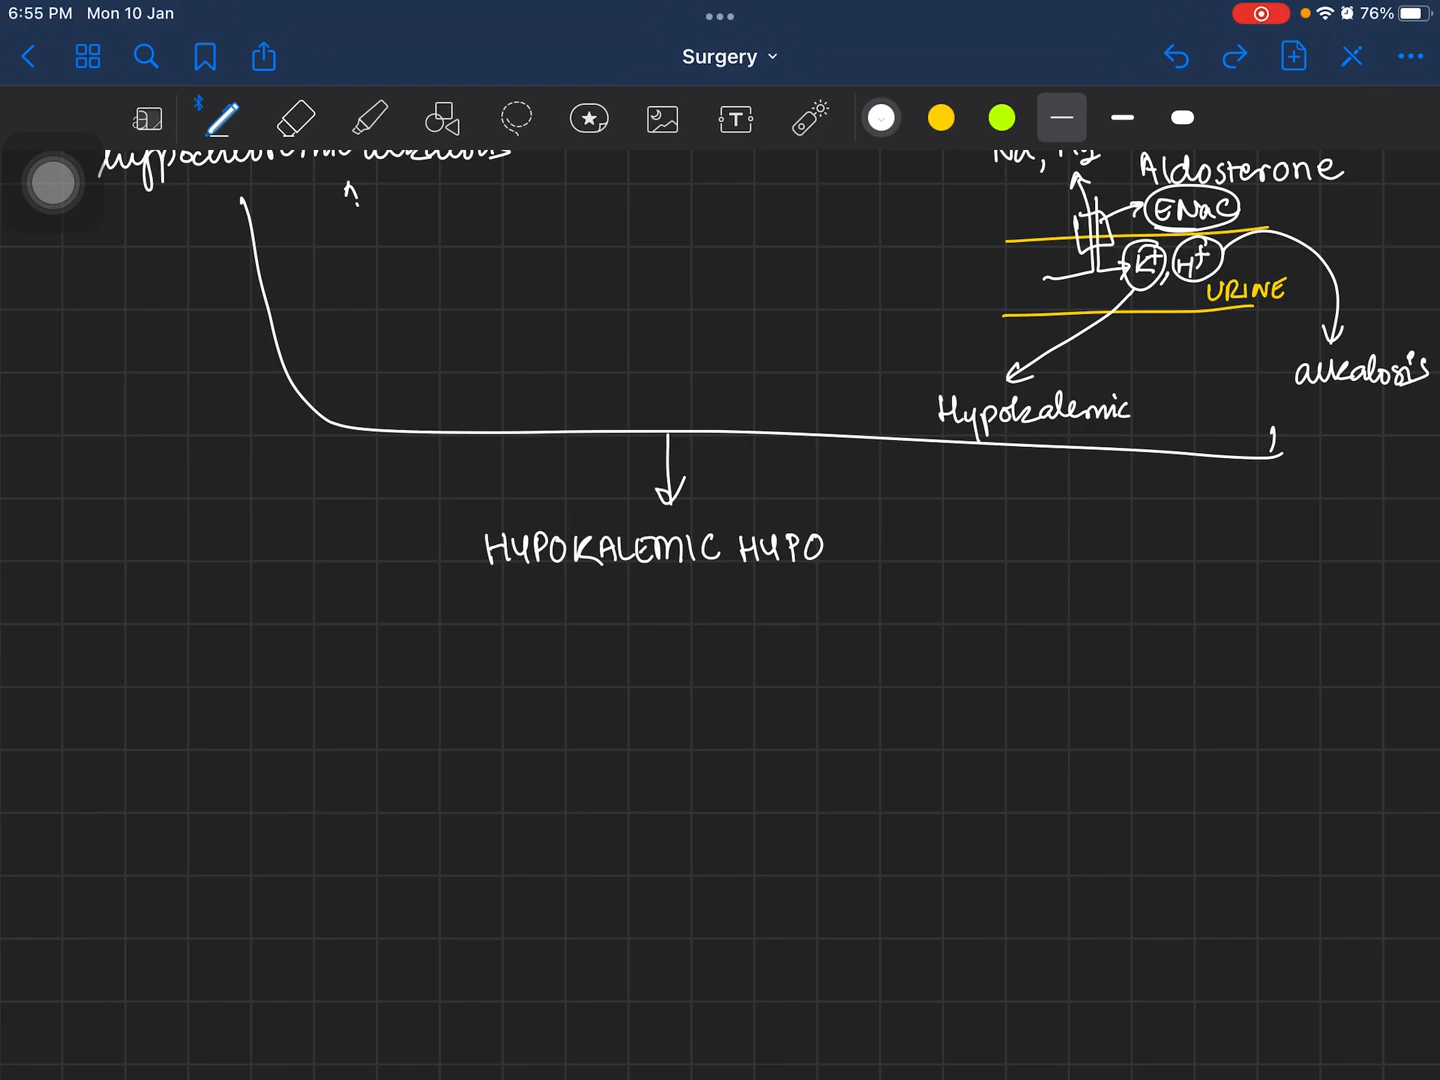 6:55 PM Mon 10 Jan
76%
Surgery
T
Aldosterone
ENaC
K+, H+
URINE
alkalosis
Hypokalemic
HYPOKALEMIC HYPO